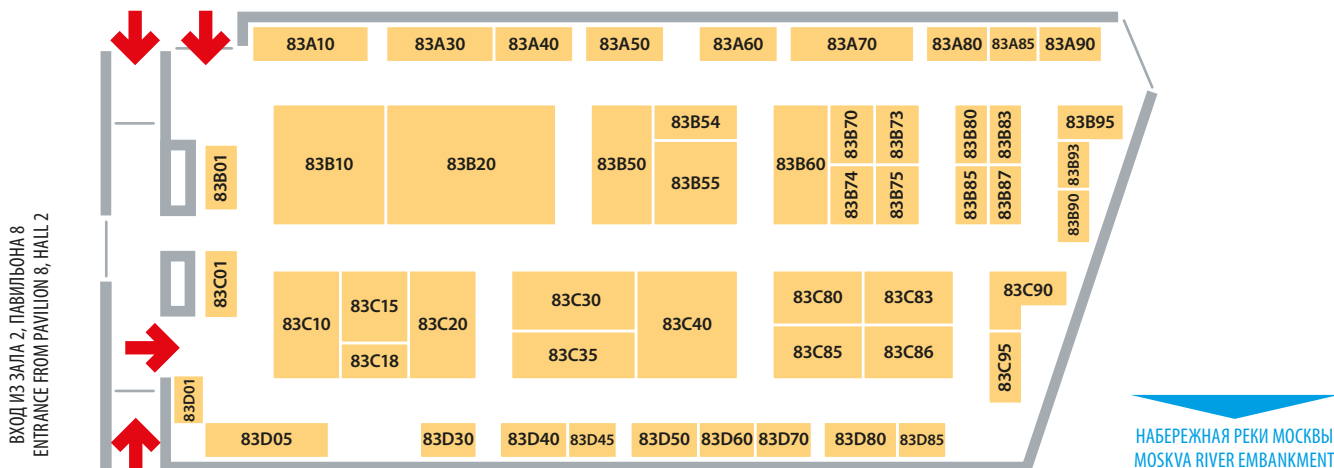 83A10
83A30
83A40
83A50
83A60
83A70
83A80
83A85
83A90
83B01
83B10
83B20
83B50
83B54
83B55
83B60
83B70
83B73
83B74
83B75
83B80
83B83
83B85
83B87
83B95
83B93
83B90
ВХОД ИЗ ЗАЛА 2, ПАВИЛЬОНА 8
ENTRANCE FROM PAVILION 8, HALL 2
83C01
83C10
83C15
83C18
83C20
83C30
83C35
83C40
83C80
83C83
83C85
83C86
83C90
83C95
83D01
83D05
83D30
83D40
83D45
83D50
83D60
83D70
83D80
83D85
НАБЕРЕЖНАЯ РЕКИ МОСКВЫ
MOSKVA RIVER EMBANKMENT